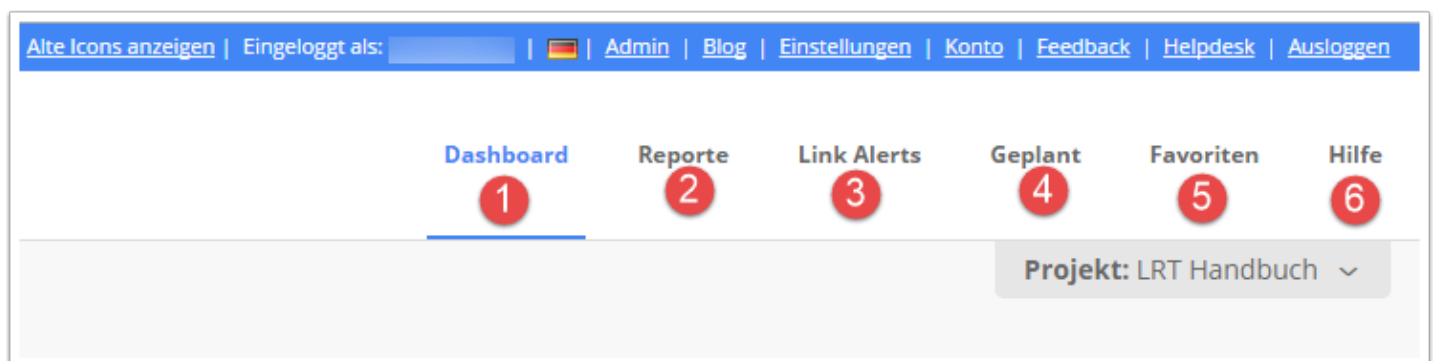 Alte Icons anzeigen | Eingeloggt als: | | Admin | Blog | Einstellungen | Konto | Feedback | Helpdesk | Ausloggen
Dashboard Reporte Link Alerts Geplant Favoriten Hilfe
1 2 3 4 5 6
Projekt: LRT Handbuch